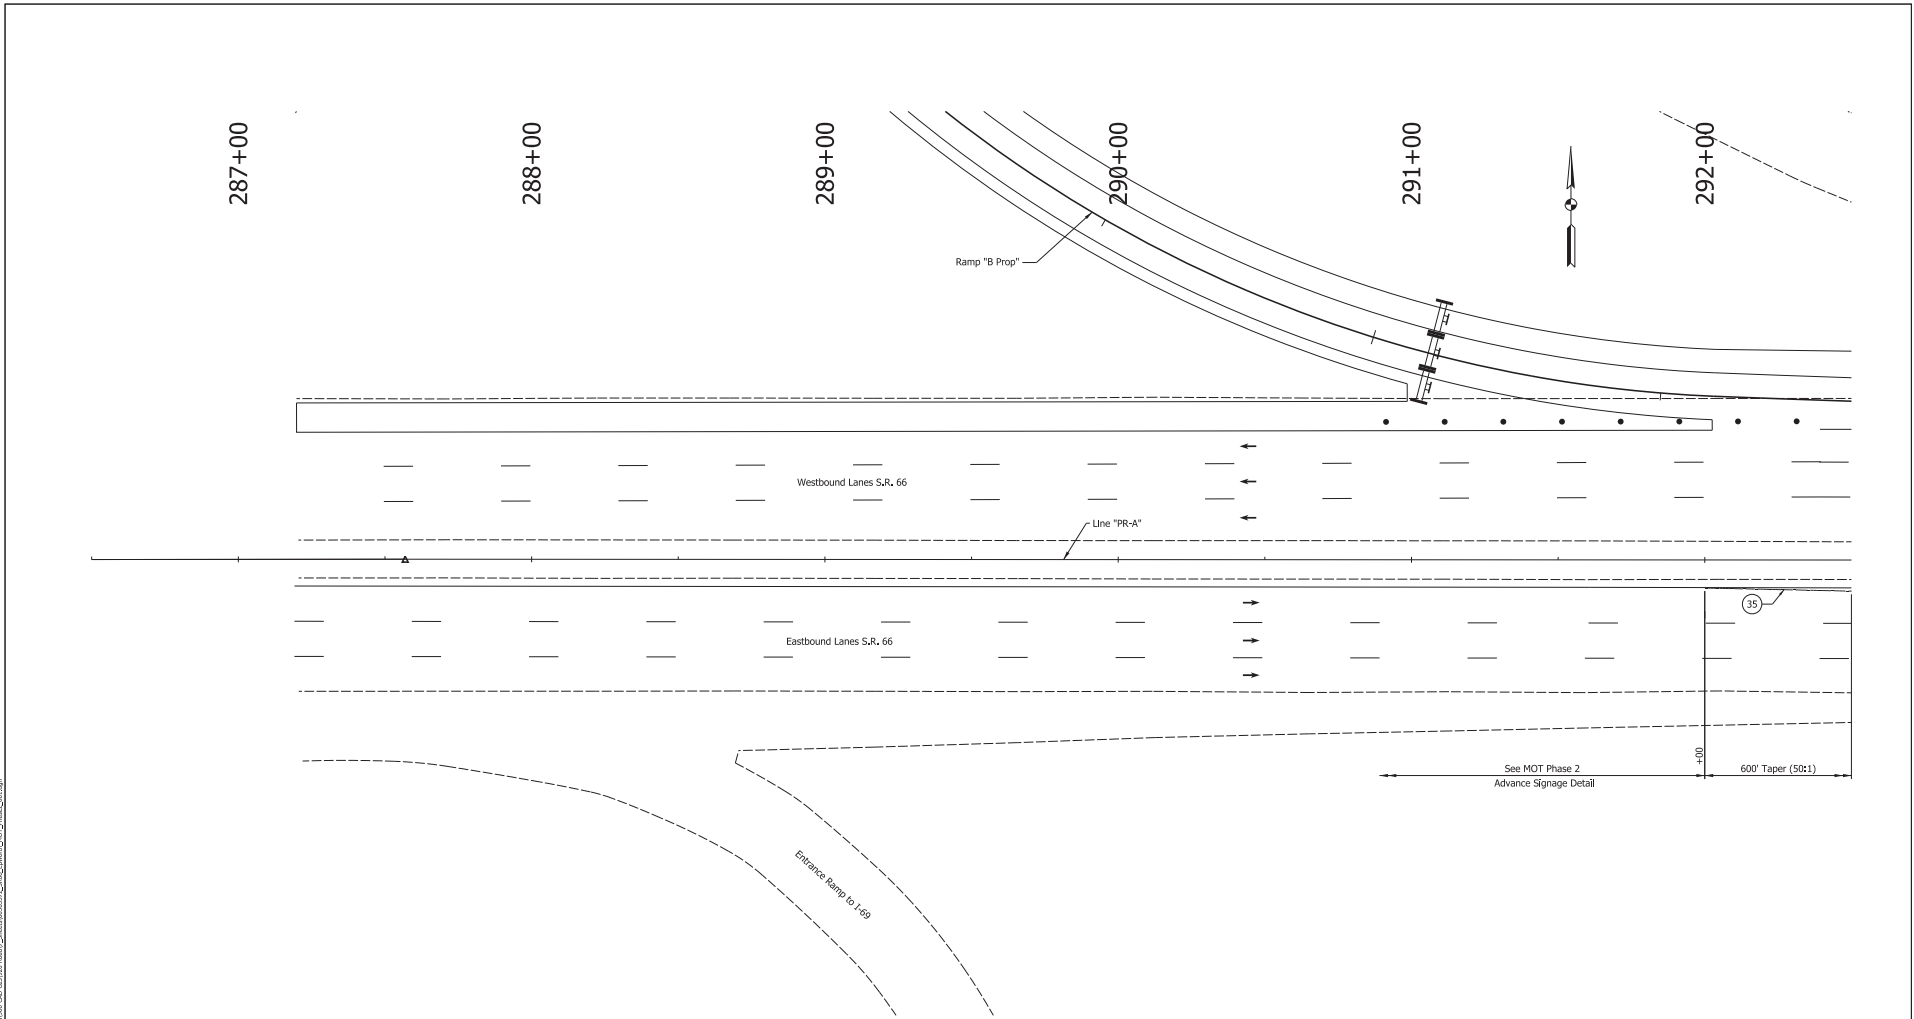 287+00
288+00
289+00
290+00
291+00
292+00
Ramp "B Prop"
Westbound Lanes S.R. 66
Line "PR-A"
35
Eastbound Lanes S.R. 66
+00
See MOT Phase 2
Advance Signage Detail
600' Taper (50:1)
Entrance Ramp to I-69